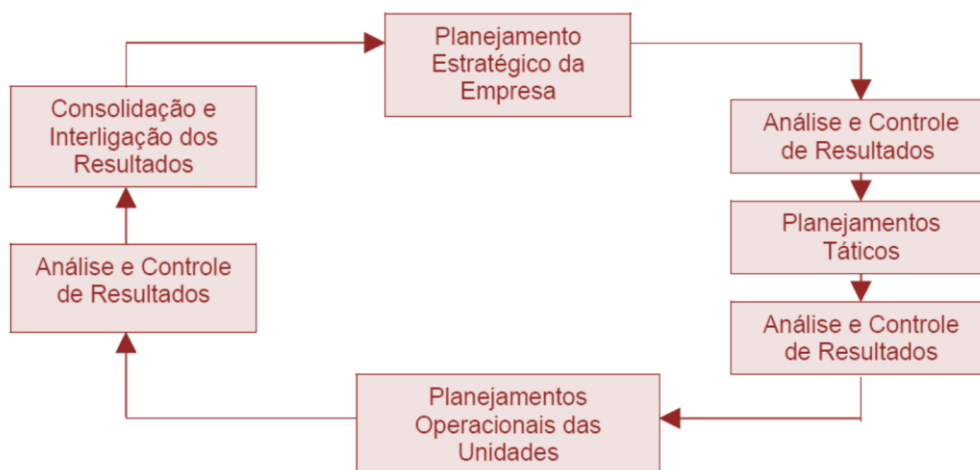 Planejamento
Estratégico da
Empresa
Análise e Controle
de Resultados
Planejamentos
Táticos
Análise e Controle
de Resultados
Planejamentos
Operacionais das
Unidades
Análise e Controle
de Resultados
Consolidação e
Interligação dos
Resultados